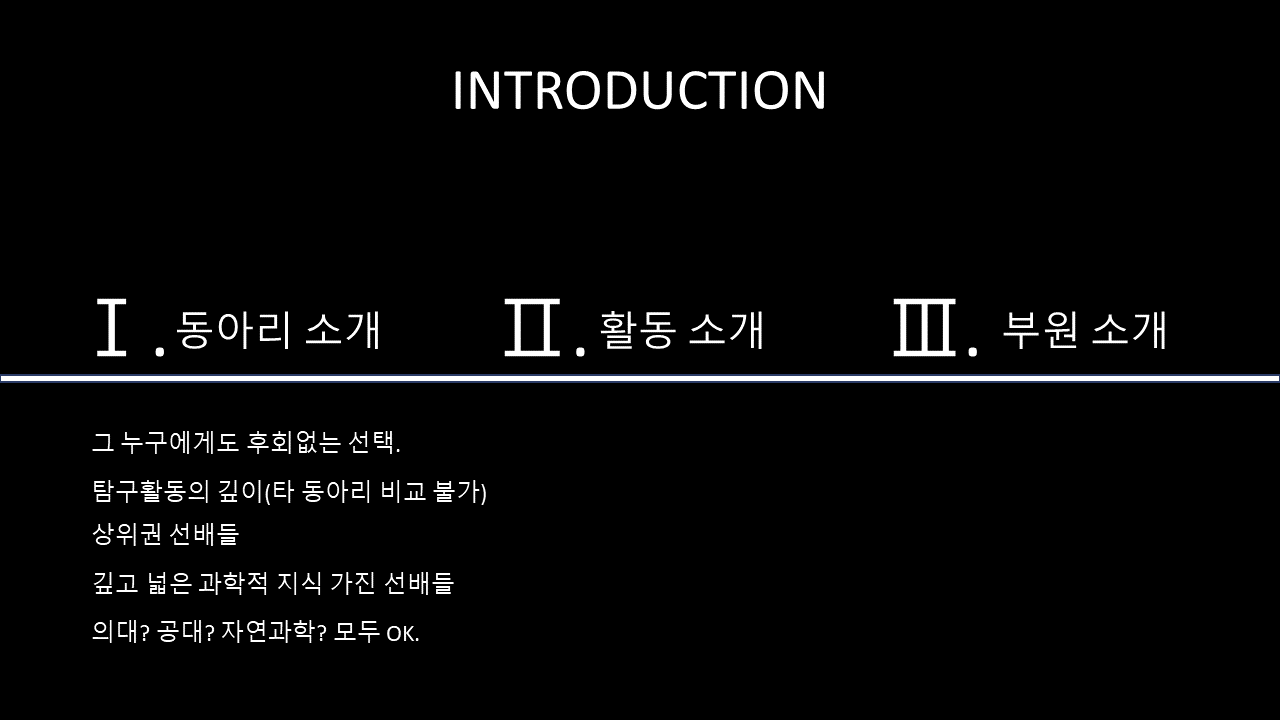 INTRODUCTION
Ⅰ. 동아리 소개
Ⅱ. 활동 소개
Ⅲ. 부원 소개
그 누구에게도 후회없는 선택.
탐구활동의 깊이(타 동아리 비교 불가)
상위권 선배들
깊고 넓은 과학적 지식 가진 선배들
의대? 공대? 자연과학? 모두 OK.